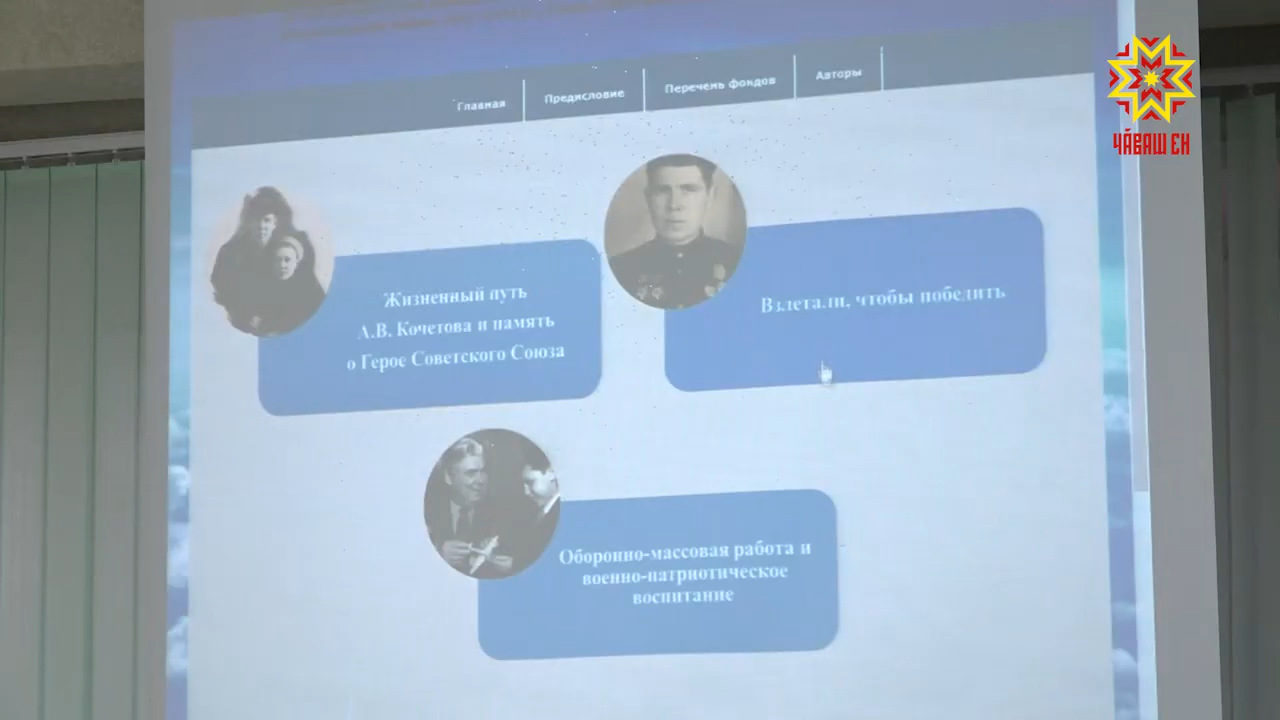 ЧӐВАШ ЕН
Главная
Предисловие
Перечень фондов
Авторы
Жизненный путь
А.В. Кочетова и память
о Герое Советского Союза
Взлетали, чтобы победить
Оборонно-массовая работа и
военно-патриотическое
воспитание